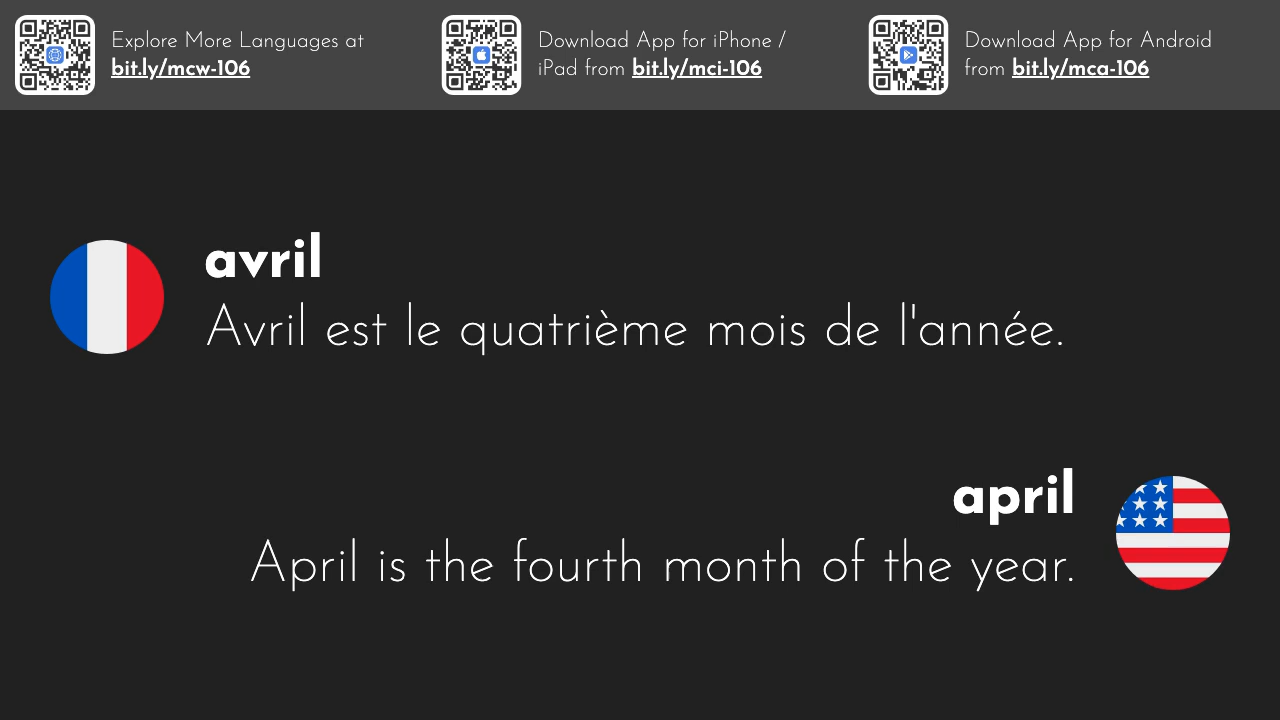 Explore More Languages at
bit.ly/mcw-106
Download App for iPhone /
iPad from bit.ly/mci-106
Download App for Android
from bit.ly/mca-106
avril
Avril est le quatrième mois de l'année.
april
April is the fourth month of the year.